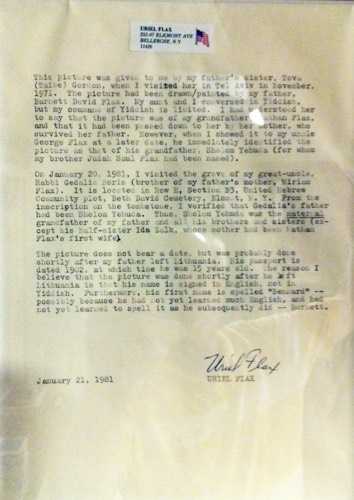 URIEL FLAX
252-67 ELKMONT AVE
BELLEROSE, N.Y.
11426
This picture was given to me by my father's sister, Tova
(Taibe) Gordon, when I visited her in Tel Aviv in November,
1971. The picture had been drawn/painted by my father,
Barnett David Flax. My aunt and I conversed in Yiddish,
but my command of Yiddish is limited. I had understood her
to say that the picture was of my grandfather Nathan Flax,
and that it had been passed down to her by her mother, who
survived her father. However, when I showed it to my uncle
George Flax at a later date, he immediately identified the
picture as that of his grandfather, Sholom Yehuda (for whom
my brother Judah Saul Flax had been named).
On January 20, 1981, I visited the grave of my great-uncle,
Rabbi Gedalia Boris (brother of my father's mother, Miriam
Flax). It is located in Row E, Section B3, United Hebrew
Community plot, Beth David Cemetery, Elmont, N. Y. From the
inscription on the tombstone, I verified that Gedalia's father
had been Sholom Yehuda. Thus, Sholom Yehuda was the maternal
grandfather of my father and all his brothers and sisters (ex-
cept his half-sister Ida Zalk, whose mother had been Nathan
Flax's first wife).
The picture does not bear a date, but was probably done
shortly after my father left Lithuania. His passport is
dated 1902, at which time he was 15 years old. The reason I
believe that the picture was done shortly after he left
Lithuania is that his name is signed in English, not in
Yiddish. Furthermore, his first name is spelled "Bennard" --
possibly because he had not yet learned much English, and had
not yet learned to spell it as he subsequently did -- Barnett.
Uriel Flax
January 21, 1981 URIEL FLAX